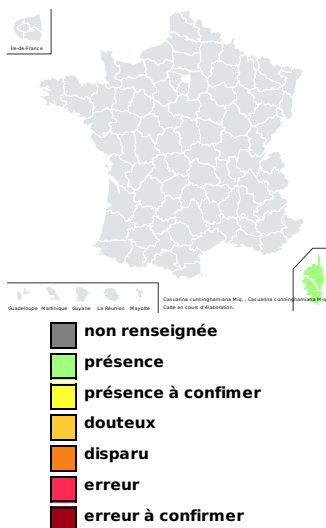 Île-de-France
Guadeloupe Martinique Guyane La Réunion Mayotte
Casuarina cunninghamiana Miq. , Casuarina cunninghamiana Miq
Carte en cours d'élaboration.
non renseignée
présence
présence à confimer
douteux
disparu
erreur
erreur à confirmer